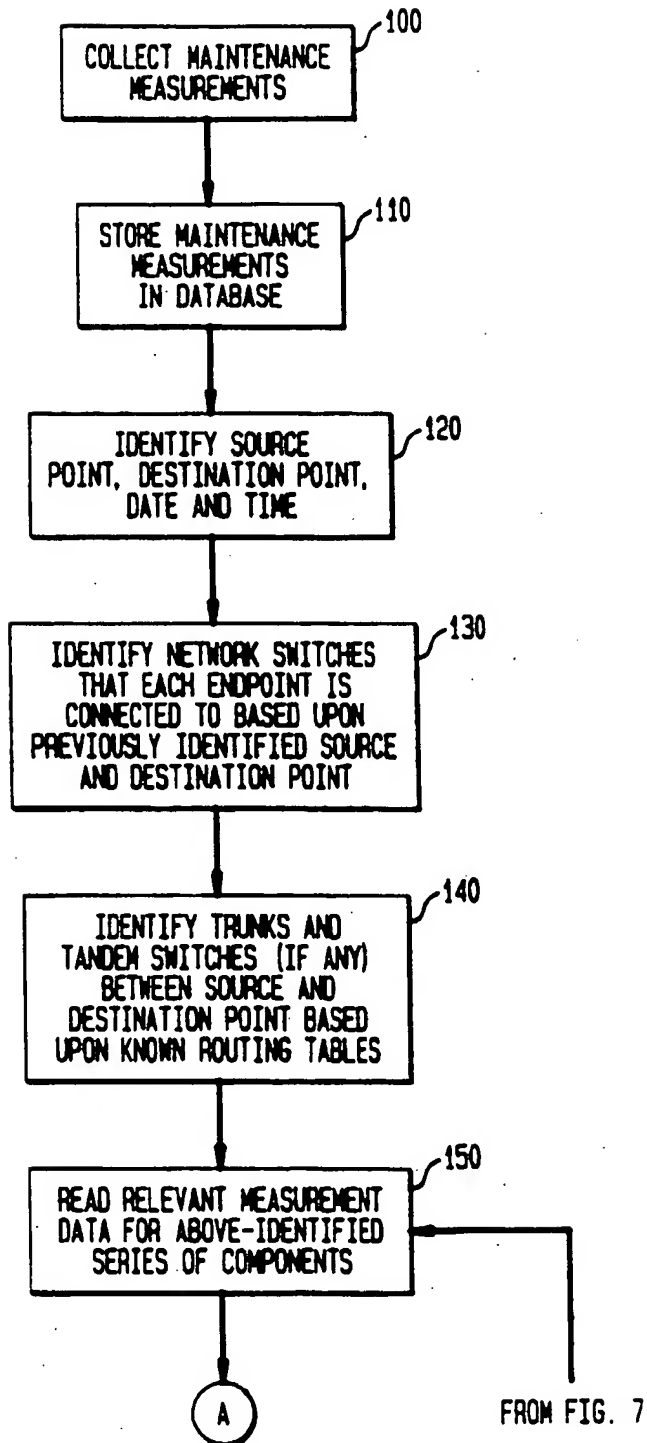 100
COLLECT MAINTENANCE
MEASUREMENTS
110
STORE MAINTENANCE
MEASUREMENTS
IN DATABASE
120
IDENTIFY SOURCE
POINT, DESTINATION POINT,
DATE AND TIME
130
IDENTIFY NETWORK SWITCHES
THAT EACH ENDPOINT IS
CONNECTED TO BASED UPON
PREVIOUSLY IDENTIFIED SOURCE
AND DESTINATION POINT
140
IDENTIFY TRUNKS AND
TANDEM SWITCHES (IF ANY)
BETWEEN SOURCE AND
DESTINATION POINT BASED
UPON KNOWN ROUTING TABLES
150
READ RELEVANT MEASUREMENT
DATA FOR ABOVE-IDENTIFIED
SERIES OF COMPONENTS
A
FROM FIG. 7